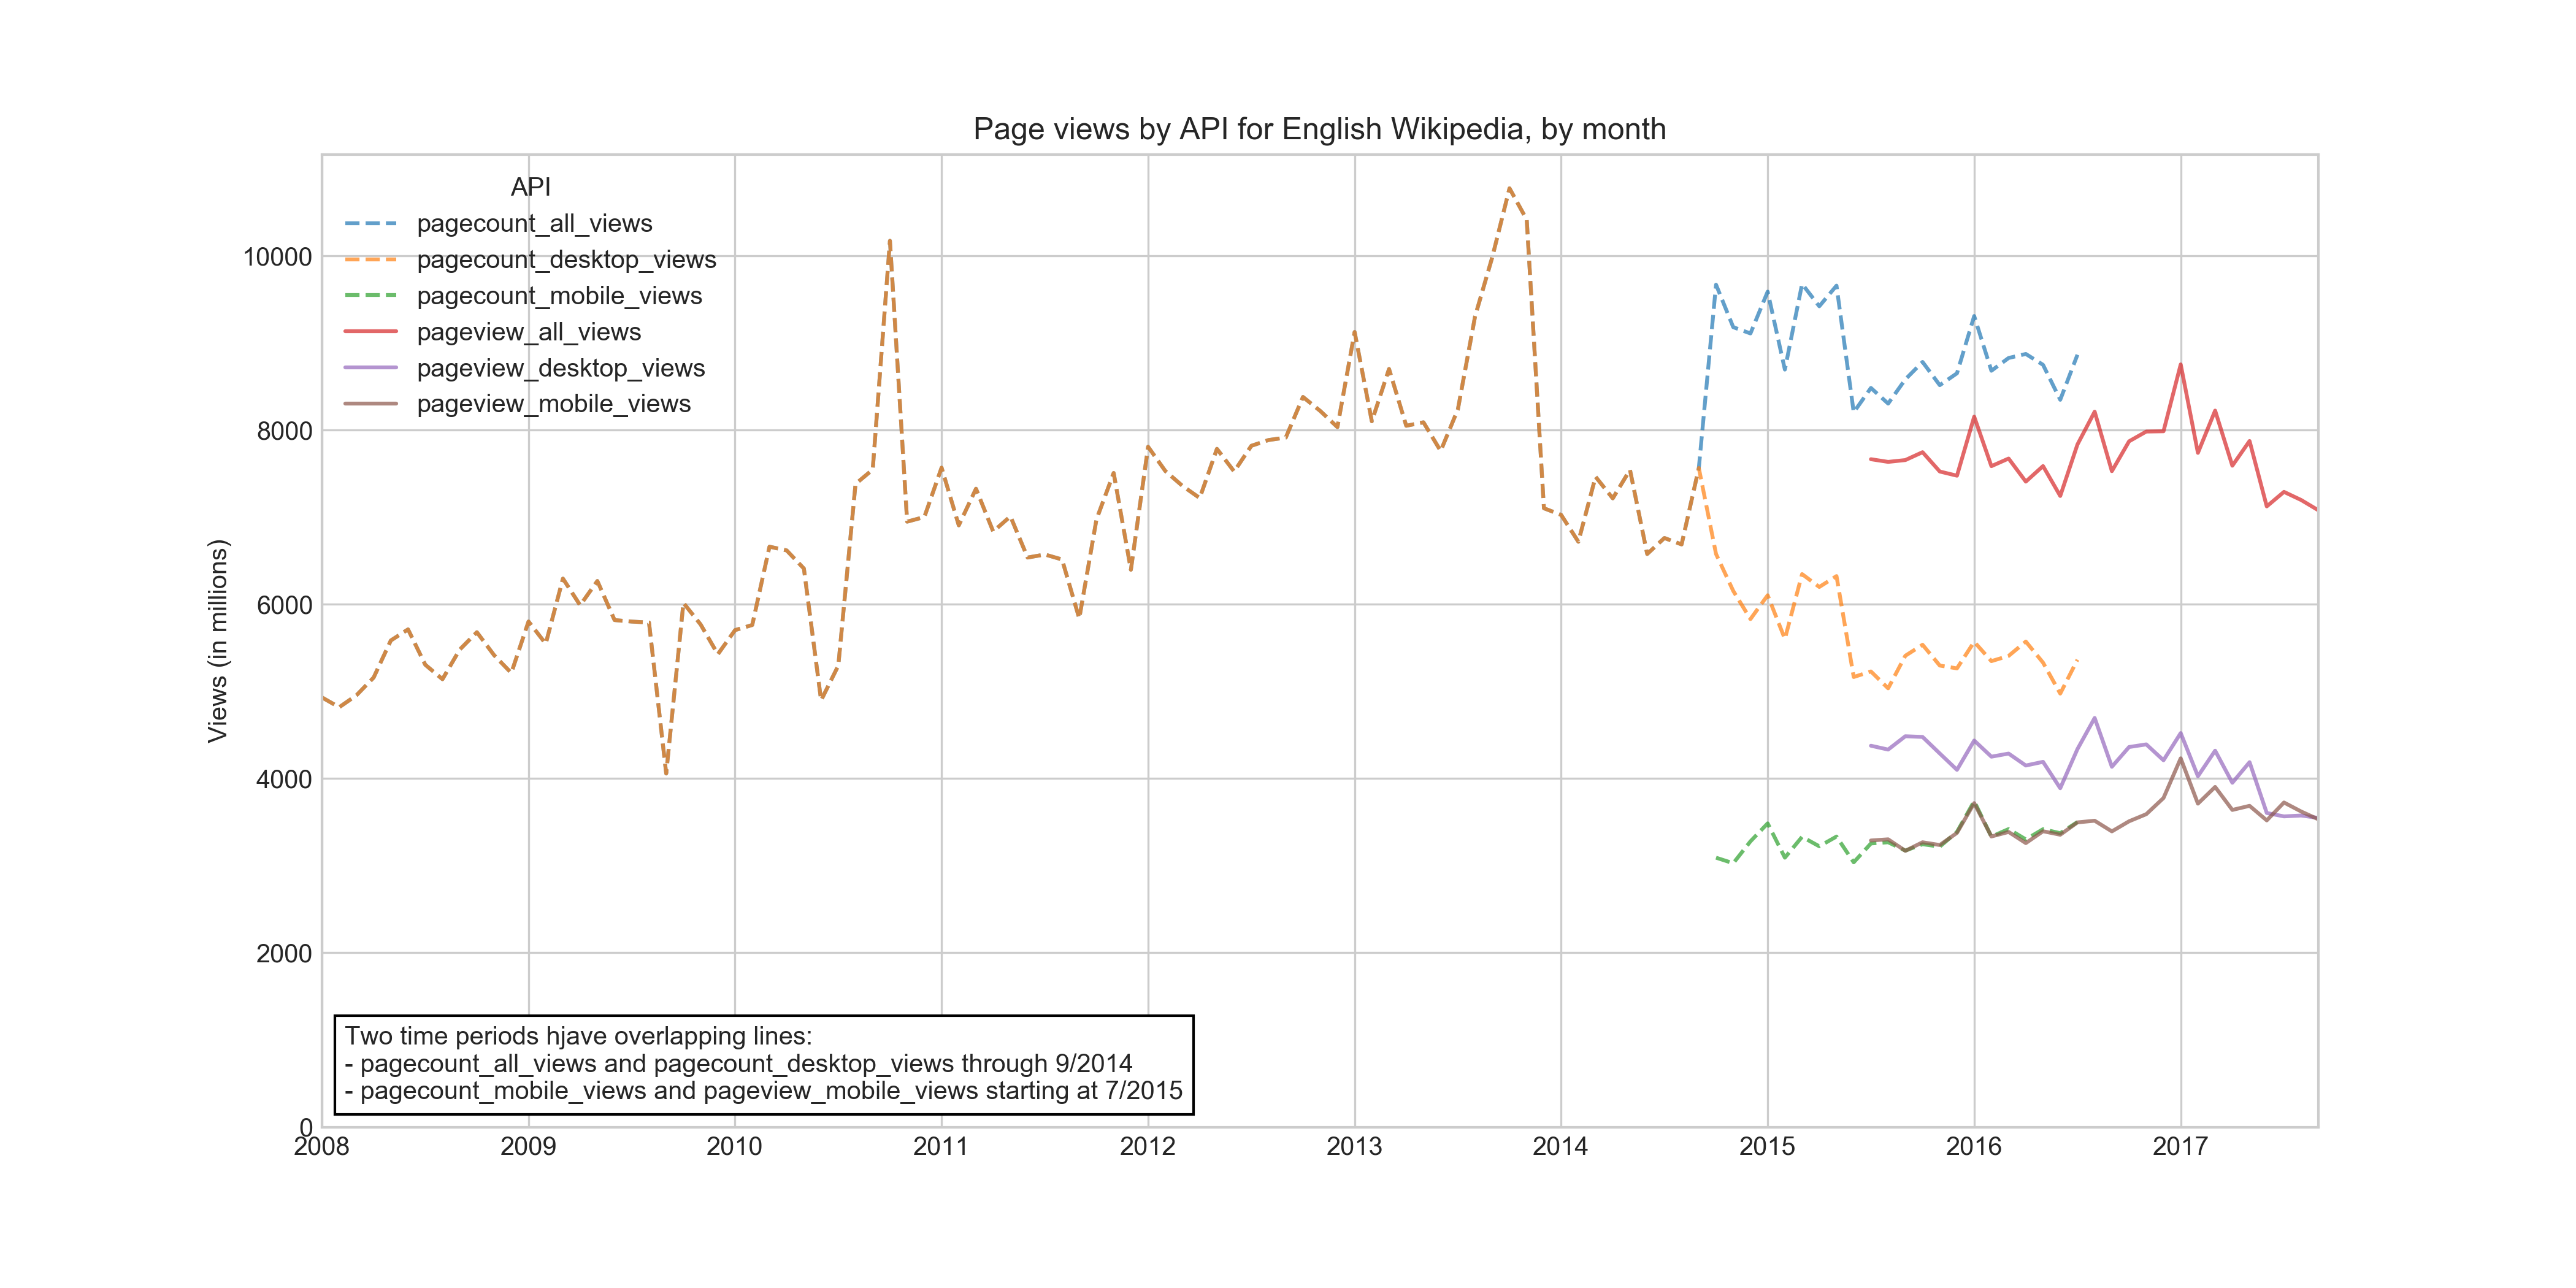 Page views by API for English Wikipedia, by month
API
pagecount_all_views
pagecount_desktop_views
pagecount_mobile_views
pageview_all_views
pageview_desktop_views
pageview_mobile_views
Views (in millions)
10000
8000
6000
4000
2000
0
Two time periods hjave overlapping lines:
- pagecount_all_views and pagecount_desktop_views through 9/2014
- pagecount_mobile_views and pageview_mobile_views starting at 7/2015
2008 2009 2010 2011 2012 2013 2014 2015 2016 2017